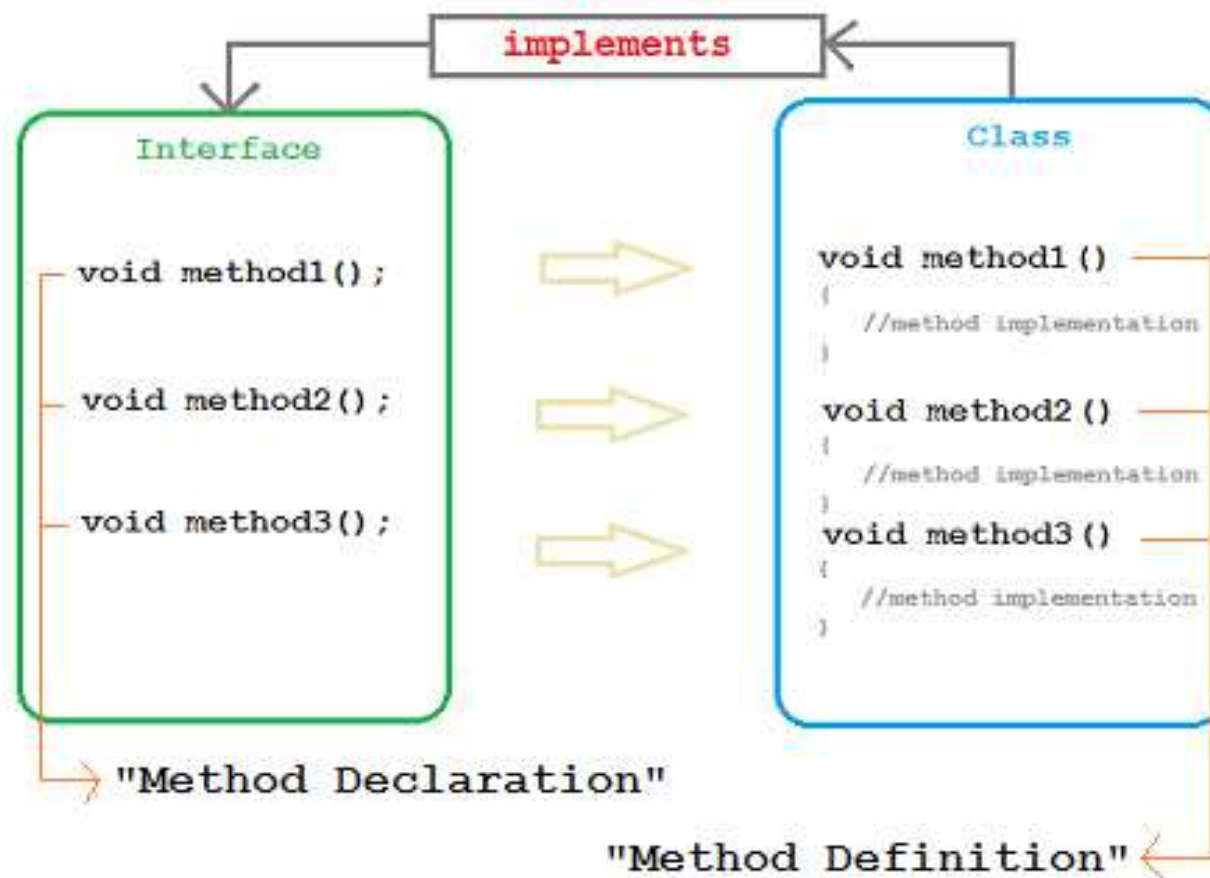 implements
Interface
void method1();
void method2();
void method3();
Class
void method1()
{
//method implementation
}
void method2()
{
//method implementation
}
void method3()
{
//method implementation
}
"Method Declaration"
"Method Definition"